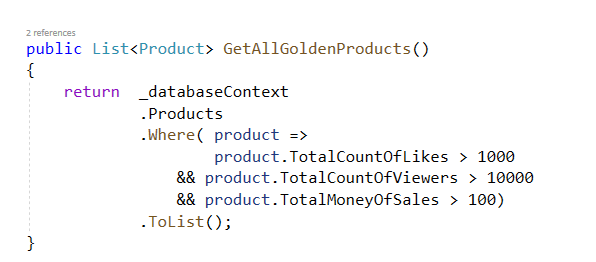 2 references
public List<Product> GetAllGoldenProducts()
{
return _databaseContext
.Products
.Where( product =>
product.TotalCountOfLikes > 1000
&& product.TotalCountOfViewers > 10000
&& product.TotalMoneyOfSales > 100)
.ToList();
}